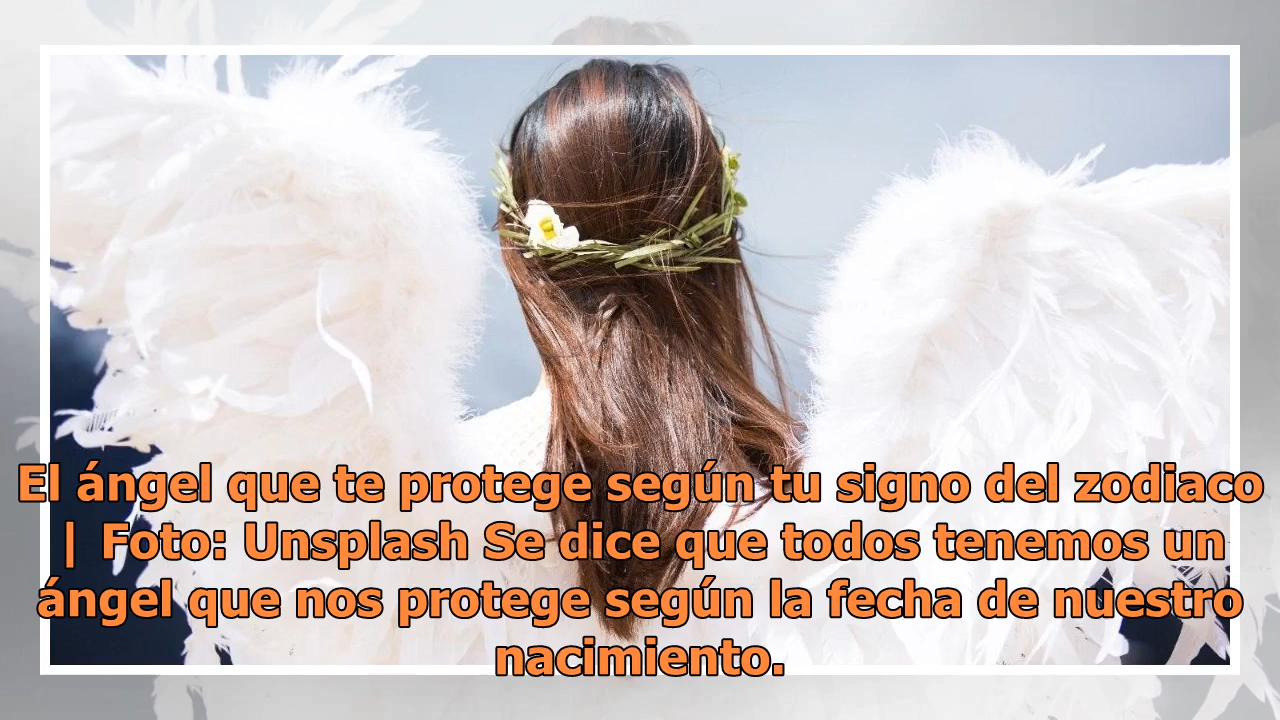 El ángel que te protege según tu signo del zodiaco
| Foto: Unsplash Se dice que todos tenemos un
ángel que nos protege según la fecha de nuestro
nacimiento.